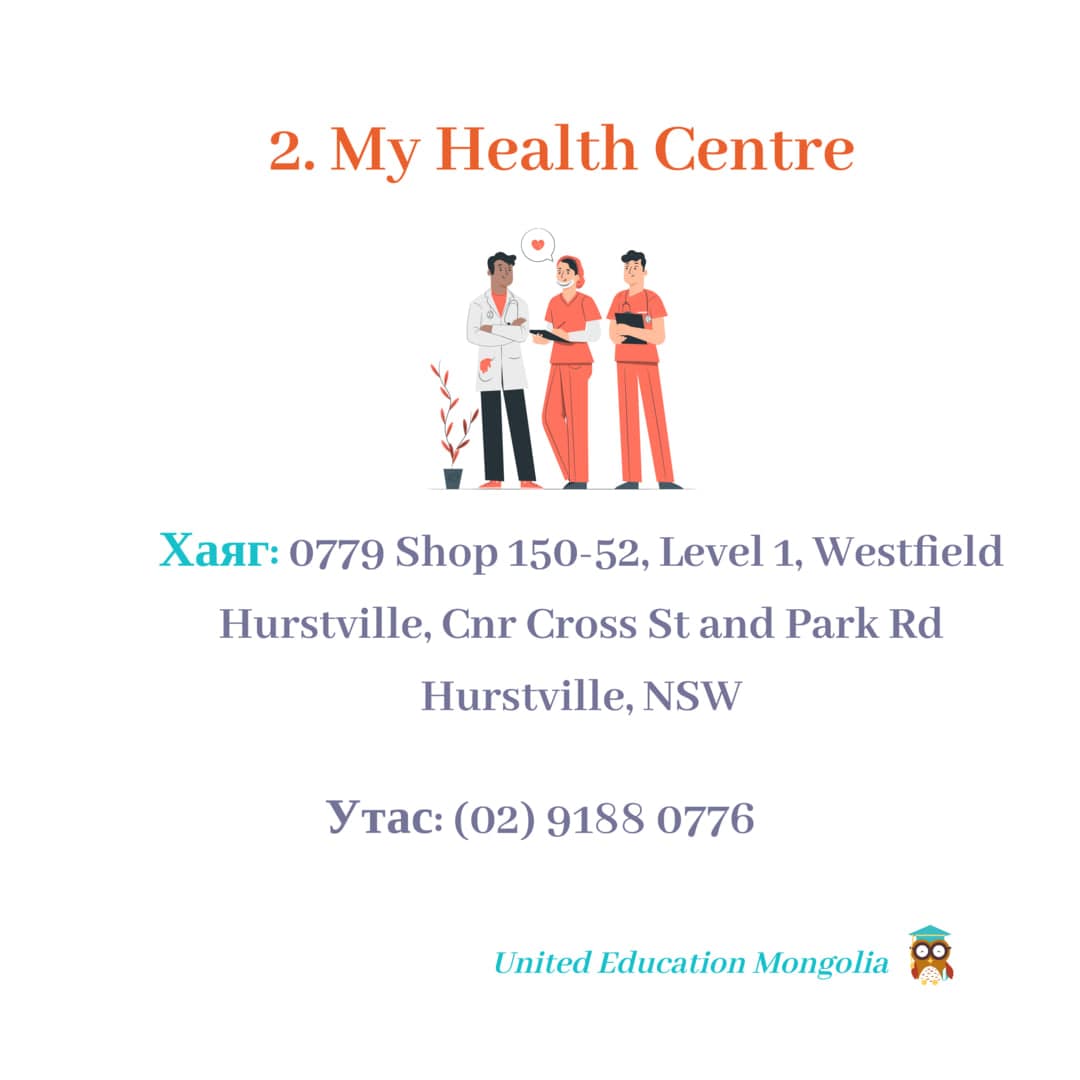 2. My Health Centre
Хаяг: 0779 Shop 150-52, Level 1, Westfield
Hurstville, Cnr Cross St and Park Rd
Hurstville, NSW
Утас: (02) 9188 0776
United Education Mongolia